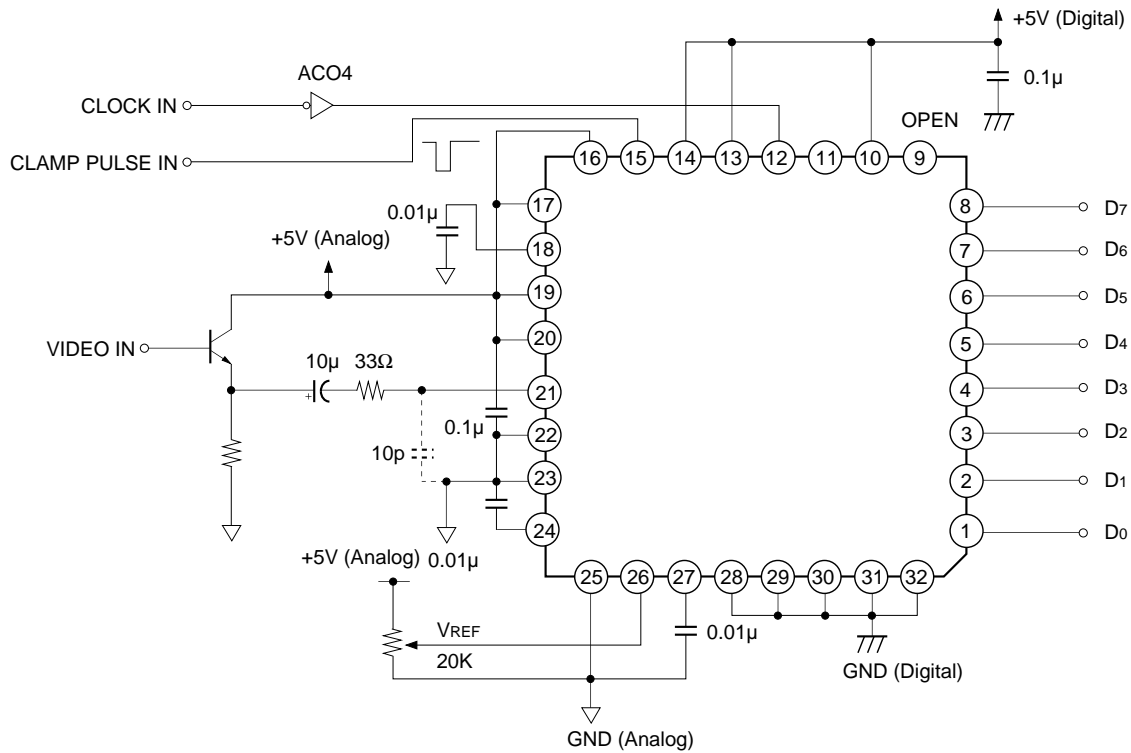 +5V (Digital)
ACO4
0.1µ
CLOCK IN
OPEN
CLAMP PULSE IN
16 15 14 13 12 11 10 9
17
8
D7
0.01µ
+5V (Analog)
18
7
D6
19
6
D5
20
5
D4
VIDEO IN
10µ 33Ω
21
4
D3
0.1µ
22
3
D2
10p
23
2
D1
24
1
D0
+5V (Analog)
0.01µ
25 26 27 28 29 30 31 32
VREF
0.01µ
20K
GND (Digital)
GND (Analog)